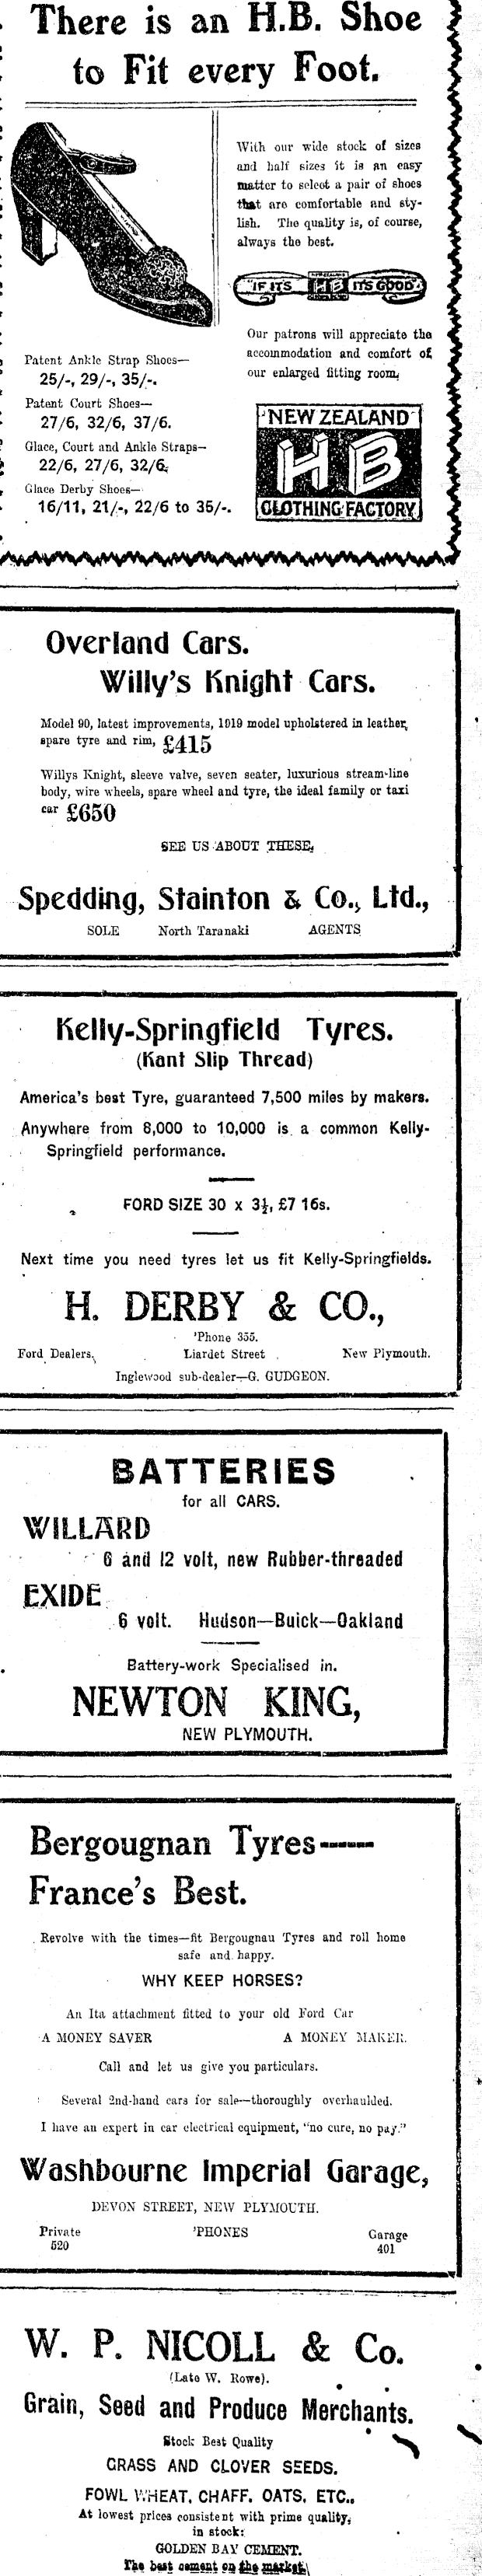 There is an H.B. Shoe
to Fit every Foot.
With our wide stock of sizes
and half sizes it is an easy
matter to select a pair of shoes
that are comfortable and sty-
lish. The quality is, of course,
always the best.
"IF IT'S H B IT'S GOOD"
Our patrons will appreciate the
accommodation and comfort of
our enlarged fitting room.
Patent Ankle Strap Shoes—
25/-, 29/-, 35/-.
Patent Court Shoes—
27/6, 32/6, 37/6.
Glace, Court and Ankle Straps—
22/6, 27/6, 32/6.
Glace Derby Shoes—
16/11, 21/-, 22/6 to 35/-.
NEW ZEALAND
HB
CLOTHING FACTORY
Overland Cars.
Willy's Knight Cars.
Model 90, latest improvements, 1919 model upholstered in leather,
spare tyre and rim, £415
Willys Knight, sleeve valve, seven seater, luxurious stream-line
body, wire wheels, spare wheel and tyre, the ideal family or taxi
car £650
SEE US ABOUT THESE.
Spedding, Stainton & Co., Ltd.,
SOLE North Taranaki AGENTS
Kelly-Springfield Tyres.
(Kant Slip Thread)
America's best Tyre, guaranteed 7,500 miles by makers.
Anywhere from 8,000 to 10,000 is a common Kelly-
Springfield performance.
FORD SIZE 30 x 3½, £7 16s.
Next time you need tyres let us fit Kelly-Springfields.
H. DERBY & CO.,
'Phone 355.
Ford Dealers, Liardet Street New Plymouth.
Inglewood sub-dealer—G. GUDGEON.
BATTERIES
for all CARS.
WILLARD
6 and 12 volt, new Rubber-threaded
EXIDE
6 volt. Hudson—Buick—Oakland
Battery-work Specialised in.
NEWTON KING,
NEW PLYMOUTH.
Bergougnan Tyres——
France's Best.
Revolve with the times—fit Bergougnau Tyres and roll home
safe and happy.
WHY KEEP HORSES?
An Ita attachment fitted to your old Ford Car
A MONEY SAVER A MONEY MAKER.
Call and let us give you particulars.
Several 2nd-hand cars for sale—thoroughly overhaulded.
I have an expert in car electrical equipment, "no cure, no pay."
Washbourne Imperial Garage,
DEVON STREET, NEW PLYMOUTH.
Private 'PHONES Garage
520 401
W. P. NICOLL & Co.
(Late W. Rowe).
Grain, Seed and Produce Merchants.
Stock Best Quality
GRASS AND CLOVER SEEDS.
FOWL WHEAT, CHAFF, OATS, ETC.,
At lowest prices consistent with prime quality.
in stock:
GOLDEN BAY CEMENT.
The best cement on the market.